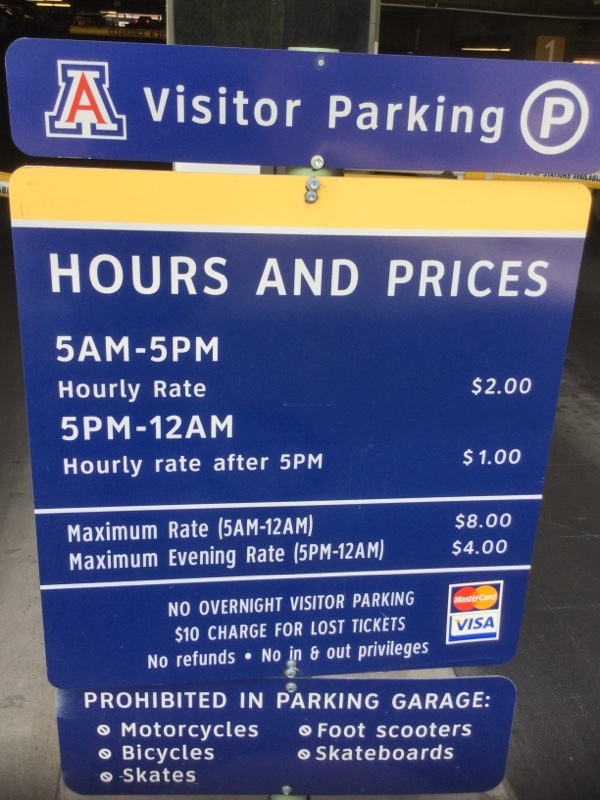 CLEARANCE
1
A Visitor Parking P
HOURS AND PRICES
5AM-5PM
Hourly Rate $2.00
5PM-12AM
Hourly rate after 5PM $1.00
Maximum Rate (5AM-12AM) $8.00
Maximum Evening Rate (5PM-12AM) $4.00
NO OVERNIGHT VISITOR PARKING
$10 CHARGE FOR LOST TICKETS
No refunds • No in & out privileges
MasterCard
VISA
PROHIBITED IN PARKING GARAGE:
Motorcycles Foot scooters
Bicycles Skateboards
Skates